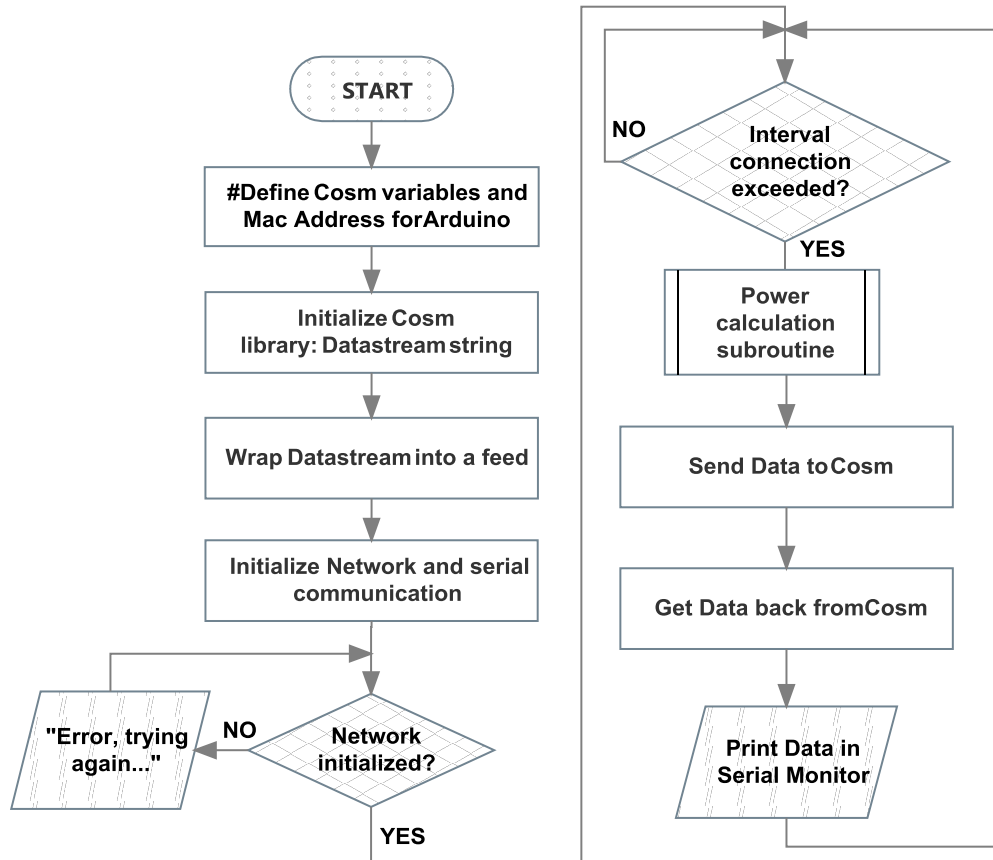 START
#Define Cosm variables and
Mac Address forArduino
Initialize Cosm
library: Datastream string
Wrap Datastream into a feed
Initialize Network and serial
communication
"Error, trying
again..."
NO
Network
initialized?
YES
NO
Interval
connection
exceeded?
YES
Power
calculation
subroutine
Send Data to Cosm
Get Data back fromCosm
Print Data in
Serial Monitor